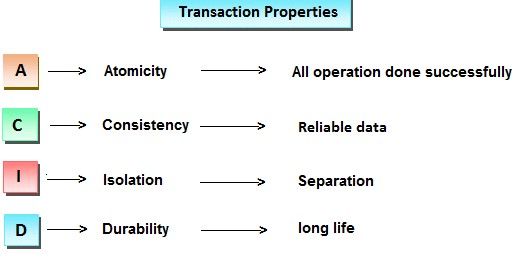 Transaction Properties
A Atomicity All operation done successfully
C Consistency Reliable data
I Isolation Separation
D Durability long life